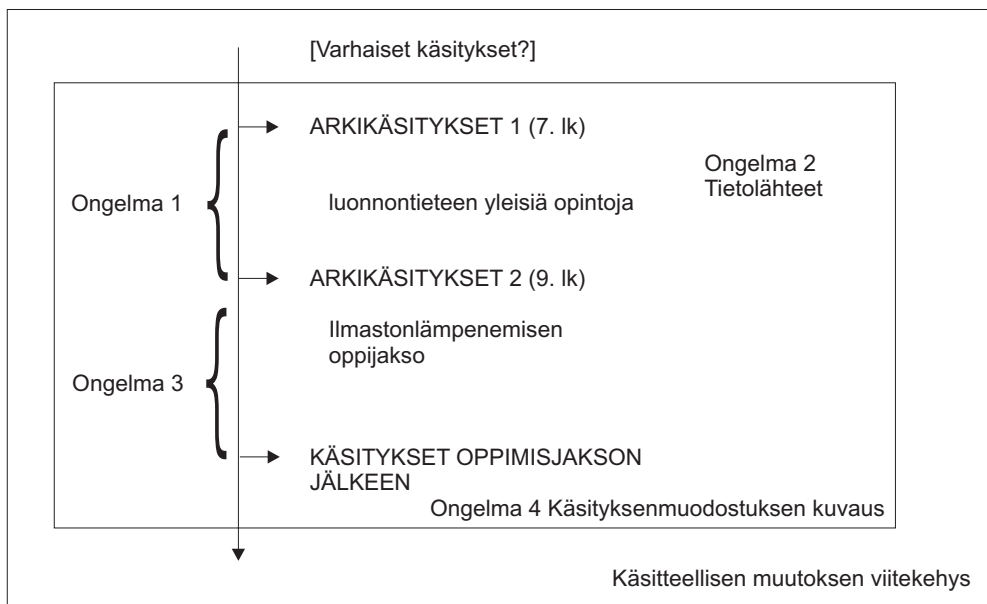 [Varhaiset käsitykset?]
ARKIKÄSITYKSET 1 (7. lk)
Ongelma 2
Tietolähteet
Ongelma 1
luonnontieteen yleisiä opintoja
ARKIKÄSITYKSET 2 (9. lk)
Ilmastonlämpenemisen
oppijakso
Ongelma 3
KÄSITYKSET OPPIMISJAKSON
JÄLKEEN
Ongelma 4 Käsityksenmuodostuksen kuvaus
Käsitteellisen muutoksen viitekehys